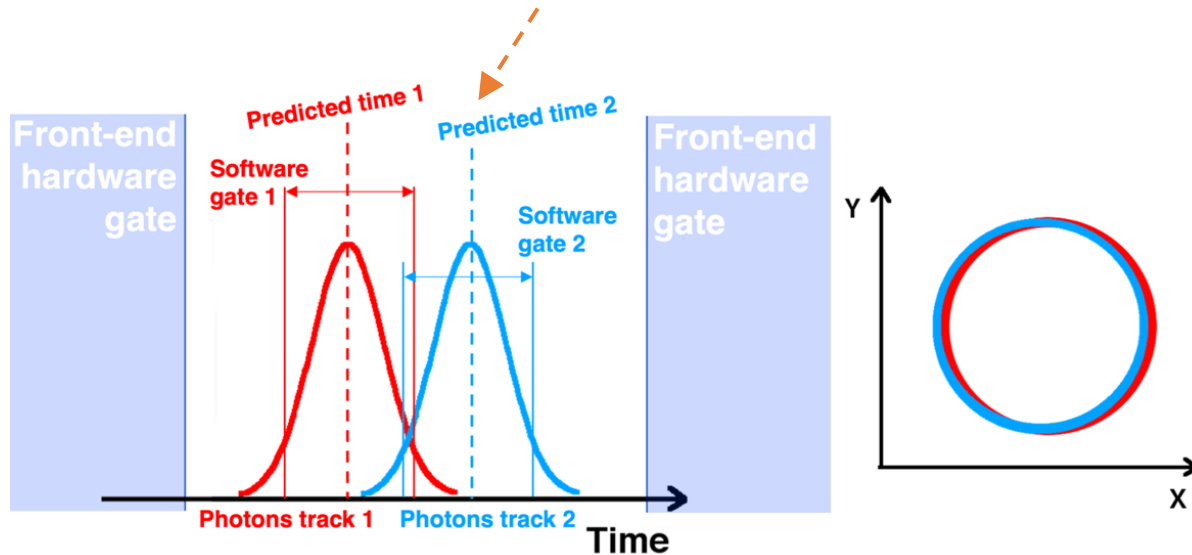 Predicted time 1
Predicted time 2
Front-end
hardware
gate
Software
gate 1
Software
gate 2
Front-end
hardware
gate
Photons track 1
Photons track 2
Time
Y
X